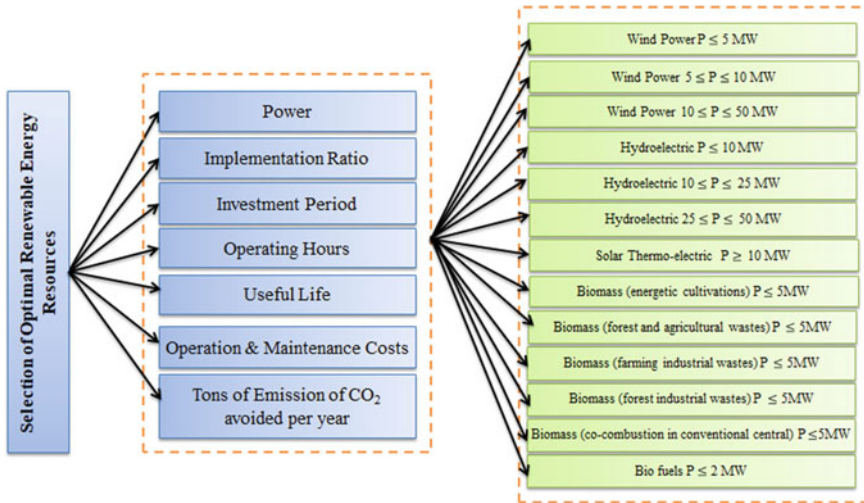 Selection of Optimal Renewable Energy
Resources
Power
Implementation Ratio
Investment Period
Operating Hours
Useful Life
Operation & Maintenance Costs
Tons of Emission of CO₂
avoided per year
Wind Power P ≤ 5 MW
Wind Power 5 ≤ P ≤ 10 MW
Wind Power 10 ≤ P ≤ 50 MW
Hydroelectric P ≤ 10 MW
Hydroelectric 10 ≤ P ≤ 25 MW
Hydroelectric 25 ≤ P ≤ 50 MW
Solar Thermo-electric P ≥ 10 MW
Biomass (energetic cultivations) P ≤ 5MW
Biomass (forest and agricultural wastes) P ≤ 5MW
Biomass (farming industrial wastes) P ≤ 5MW
Biomass (forest industrial wastes) P ≤ 5MW
Biomass (co-combustion in conventional central) P ≤5MW
Bio fuels P ≤ 2 MW